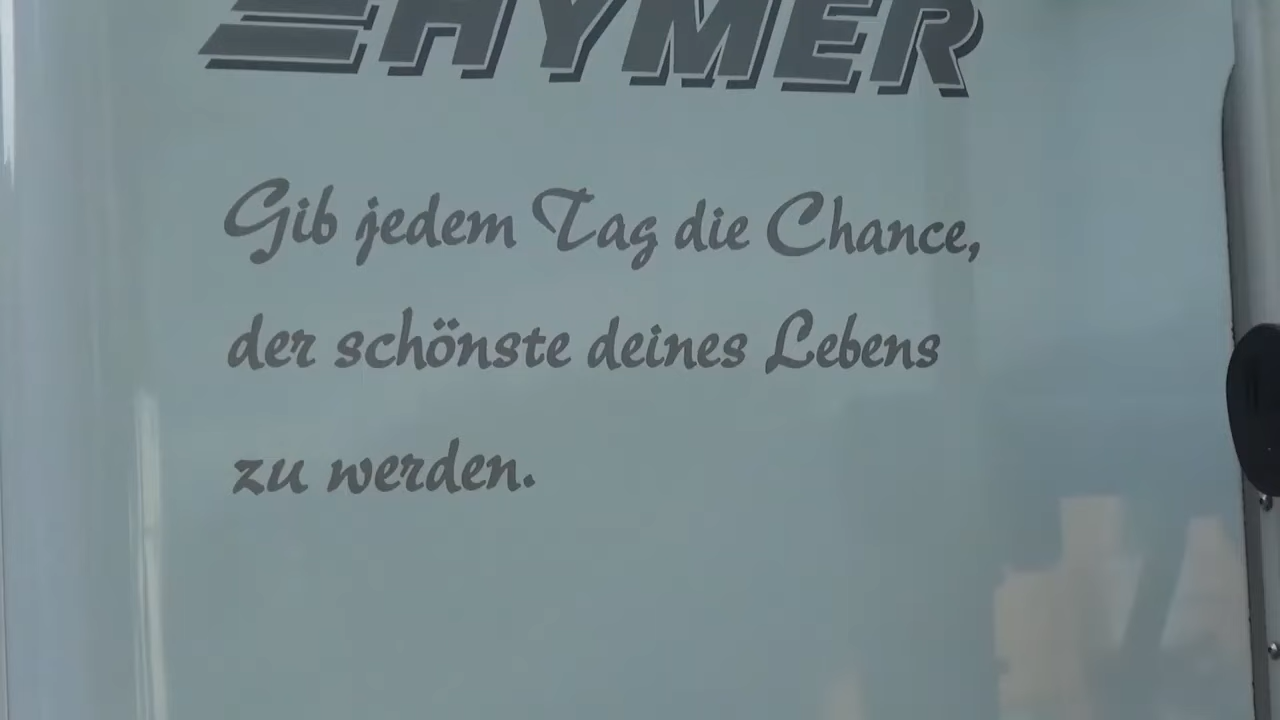 HYMER
Gib jedem Tag die Chance,
der schönste deines Lebens
zu werden.